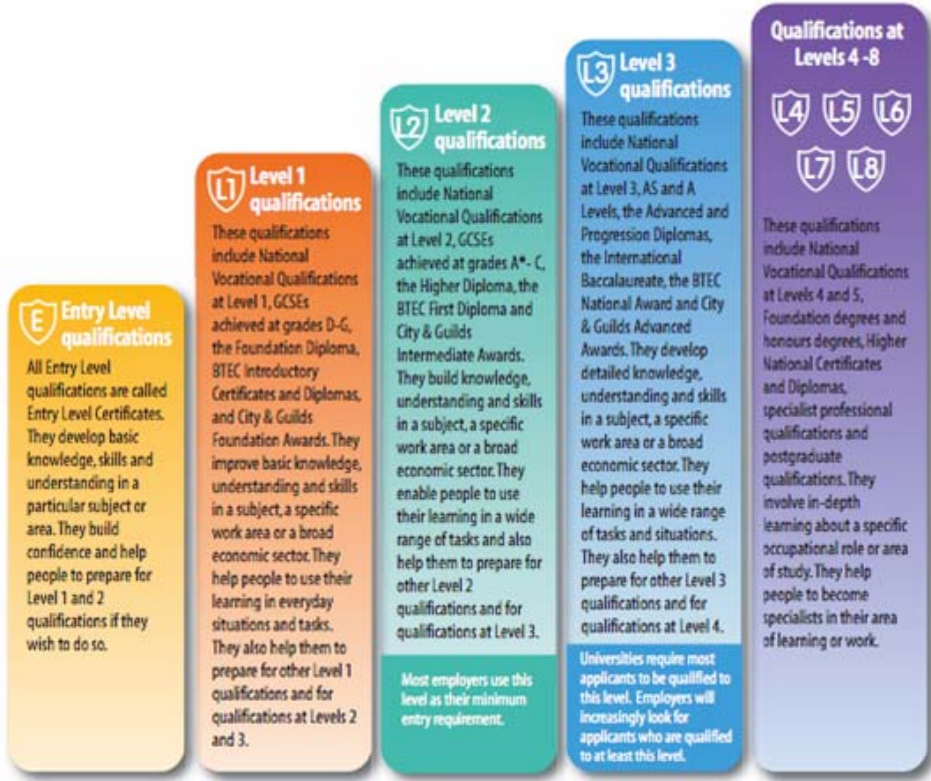 E
Entry Level
qualifications
All Entry Level
qualifications are called
Entry Level Certificates.
They develop basic
knowledge, skills and
understanding in a
particular subject or
area. They build
confidence and help
people to prepare for
Level 1 and 2
qualifications if they
wish to do so.
L1
Level 1
qualifications
These qualifications
include National
Vocational Qualifications
at Level 1, GCSEs
achieved at grades D-G,
the Foundation Diploma,
BTEC Introductory
Certificates and Diplomas,
and City & Guilds
Foundation Awards. They
improve basic knowledge,
understanding and skills
in a subject, a specific
work area or a broad
economic sector. They
help people to use their
learning in everyday
situations and tasks.
They also help them to
prepare for other Level 1
qualifications and for
qualifications at Levels 2
and 3.
L2
Level 2
qualifications
These qualifications
include National
Vocational Qualifications
at Level 2, GCSEs
achieved at grades A*- C,
the Higher Diploma, the
BTEC First Diploma and
City & Guilds
Intermediate Awards.
They build knowledge,
understanding and skills
in a subject, a specific
work area or a broad
economic sector. They
enable people to use
their learning in a wide
range of tasks and also
help them to prepare for
other Level 2
qualifications and for
qualifications at Level 3.
Most employers use this
level as their minimum
entry requirement.
L3
Level 3
qualifications
These qualifications
include National
Vocational Qualifications
at Level 3, AS and A
Levels, the Advanced and
Progression Diplomas,
the International
Baccalaureate, the BTEC
National Award and City
& Guilds Advanced
Awards. They develop
detailed knowledge,
understanding and skills
in a subject, a specific
work area or a broad
economic sector. They
help people to use their
learning in a wide range
of tasks and situations.
They also help them to
prepare for other Level 3
qualifications and for
qualifications at Level 4.
Universities require most
applicants to be qualified to
this level. Employers will
increasingly look for
applicants who are qualified
to at least this level.
Qualifications at
Levels 4 -8
L4 L5 L6
L7 L8
These qualifications
include National
Vocational Qualifications
at Levels 4 and 5,
Foundation degrees and
honours degrees, Higher
National Certificates
and Diplomas,
specialist professional
qualifications and
postgraduate
qualifications. They
involve in-depth
learning about a specific
occupational role or area
of study. They help
people to become
specialists in their area
of learning or work.